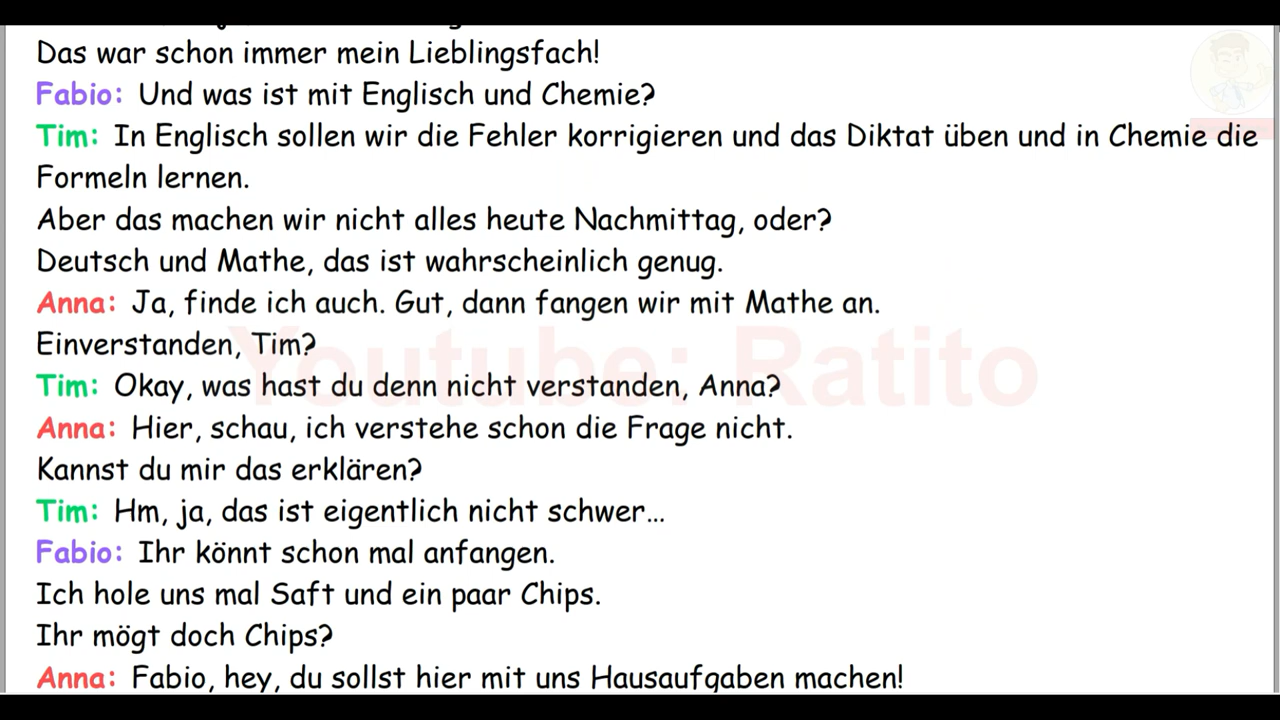 Das war schon immer mein Lieblingsfach!
Fabio: Und was ist mit Englisch und Chemie?
Tim: In Englisch sollen wir die Fehler korrigieren und das Diktat üben und in Chemie die
Formeln lernen.
Aber das machen wir nicht alles heute Nachmittag, oder?
Deutsch und Mathe, das ist wahrscheinlich genug.
Anna: Ja, finde ich auch. Gut, dann fangen wir mit Mathe an.
Einverstanden, Tim?
Youtube: Ratito
Tim: Okay, was hast du denn nicht verstanden, Anna?
Anna: Hier, schau, ich verstehe schon die Frage nicht.
Kannst du mir das erklären?
Tim: Hm, ja, das ist eigentlich nicht schwer...
Fabio: Ihr könnt schon mal anfangen.
Ich hole uns mal Saft und ein paar Chips.
Ihr mögt doch Chips?
Anna: Fabio, hey, du sollst hier mit uns Hausaufgaben machen!